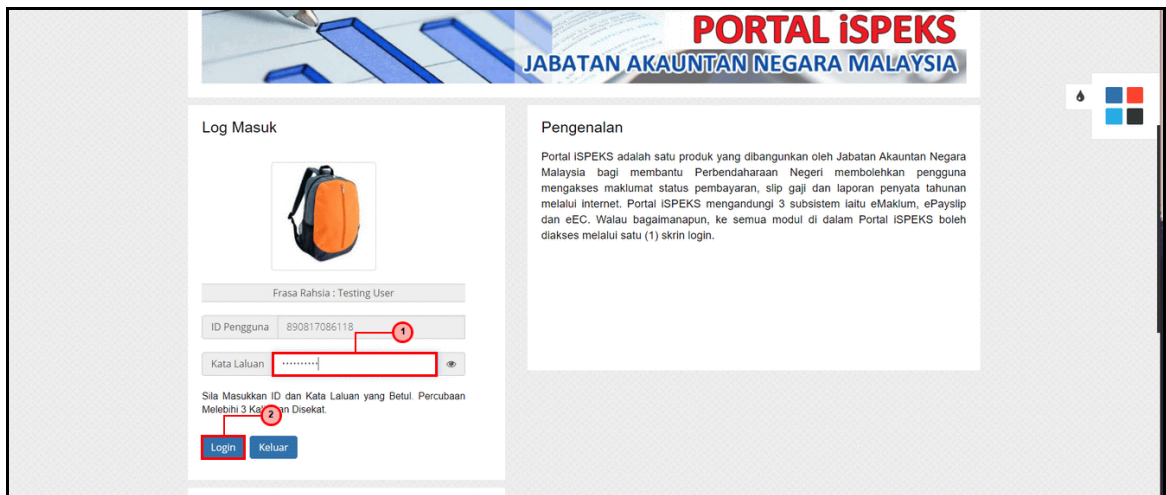 PORTAL iSPEKS
JABATAN AKAUNTAN NEGARA MALAYSIA
Log Masuk
Frasa Rahsia : Testing User
ID Pengguna 890817086118
1
Kata Laluan ··········
Sila Masukkan ID dan Kata Laluan yang Betul. Percubaan
Melebihi 3 Disekat.
2
Login Keluar
Pengenalan
Portal iSPEKS adalah satu produk yang dibangunkan oleh Jabatan Akauntan Negara
Malaysia bagi membantu Perbendaharaan Negeri membolehkan pengguna
mengakses maklumat status pembayaran, slip gaji dan laporan penyata tahunan
melalui internet. Portal iSPEKS mengandungi 3 subsistem iaitu eMaklum, ePayslip
dan eEC. Walau bagaimanapun, ke semua modul di dalam Portal iSPEKS boleh
diakses melalui satu (1) skrin login.